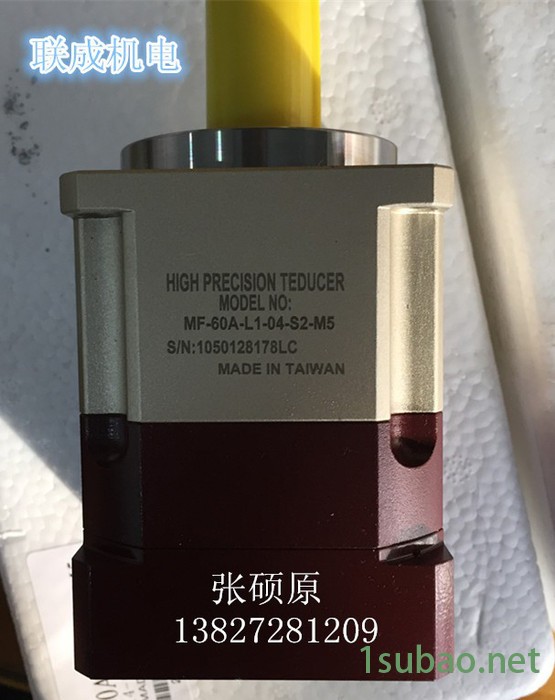 联成机电
HIGH PRECISION TEDUCER
MODEL NO:
MF-60A-L1-04-S2-M5
S/N:1050128178LC
MADE IN TAIWAN
张硕原
13827281209
1subao.net